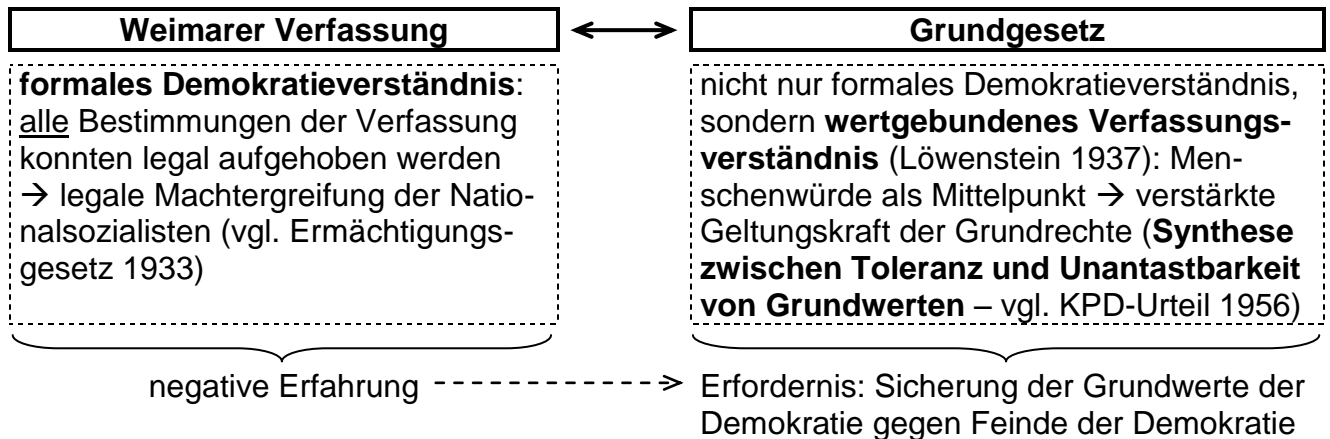 Weimarer Verfassung
formales Demokratieverständnis:
alle Bestimmungen der Verfassung
konnten legal aufgehoben werden
→ legale Machtergreifung der Natio-
nalsozialisten (vgl. Ermächtigungs-
gesetz 1933)
negative Erfahrung
Grundgesetz
nicht nur formales Demokratieverständnis,
sondern wertgebundenes Verfassungs-
verständnis (Löwenstein 1937): Men-
schenwürde als Mittelpunkt → verstärkte
Geltungskraft der Grundrechte (Synthese
zwischen Toleranz und Unantastbarkeit
von Grundwerten – vgl. KPD-Urteil 1956)
Erfordernis: Sicherung der Grundwerte der
Demokratie gegen Feinde der Demokratie